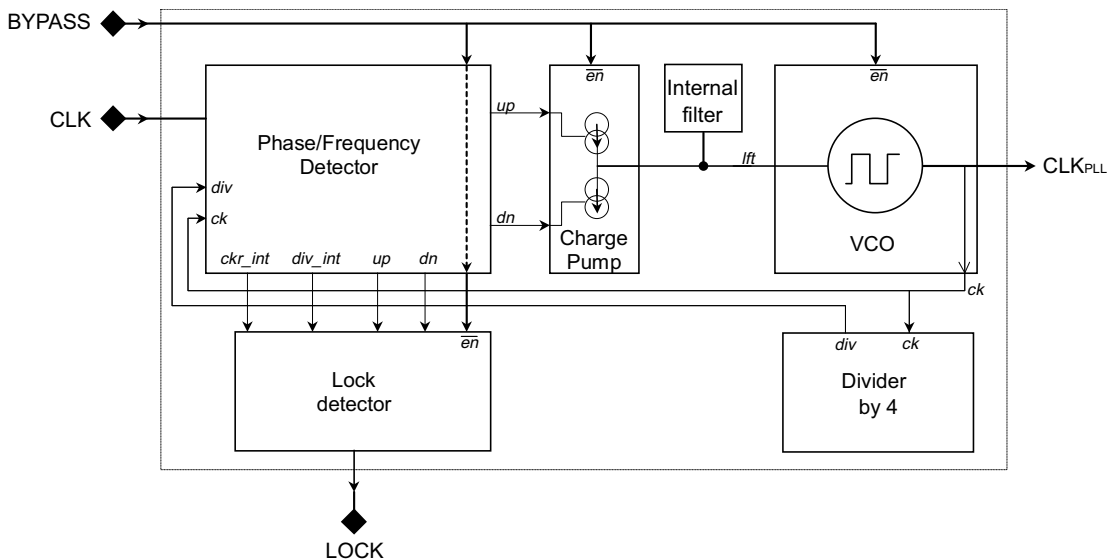 BYPASS
en
en
Internal
filter
CLK
up
Phase/Frequency
Detector
lft
CLKPLL
div
ck
dn
Charge
Pump
VCO
ckr_int
div_int
up
dn
ck
en
div
ck
Lock
detector
Divider
by 4
LOCK